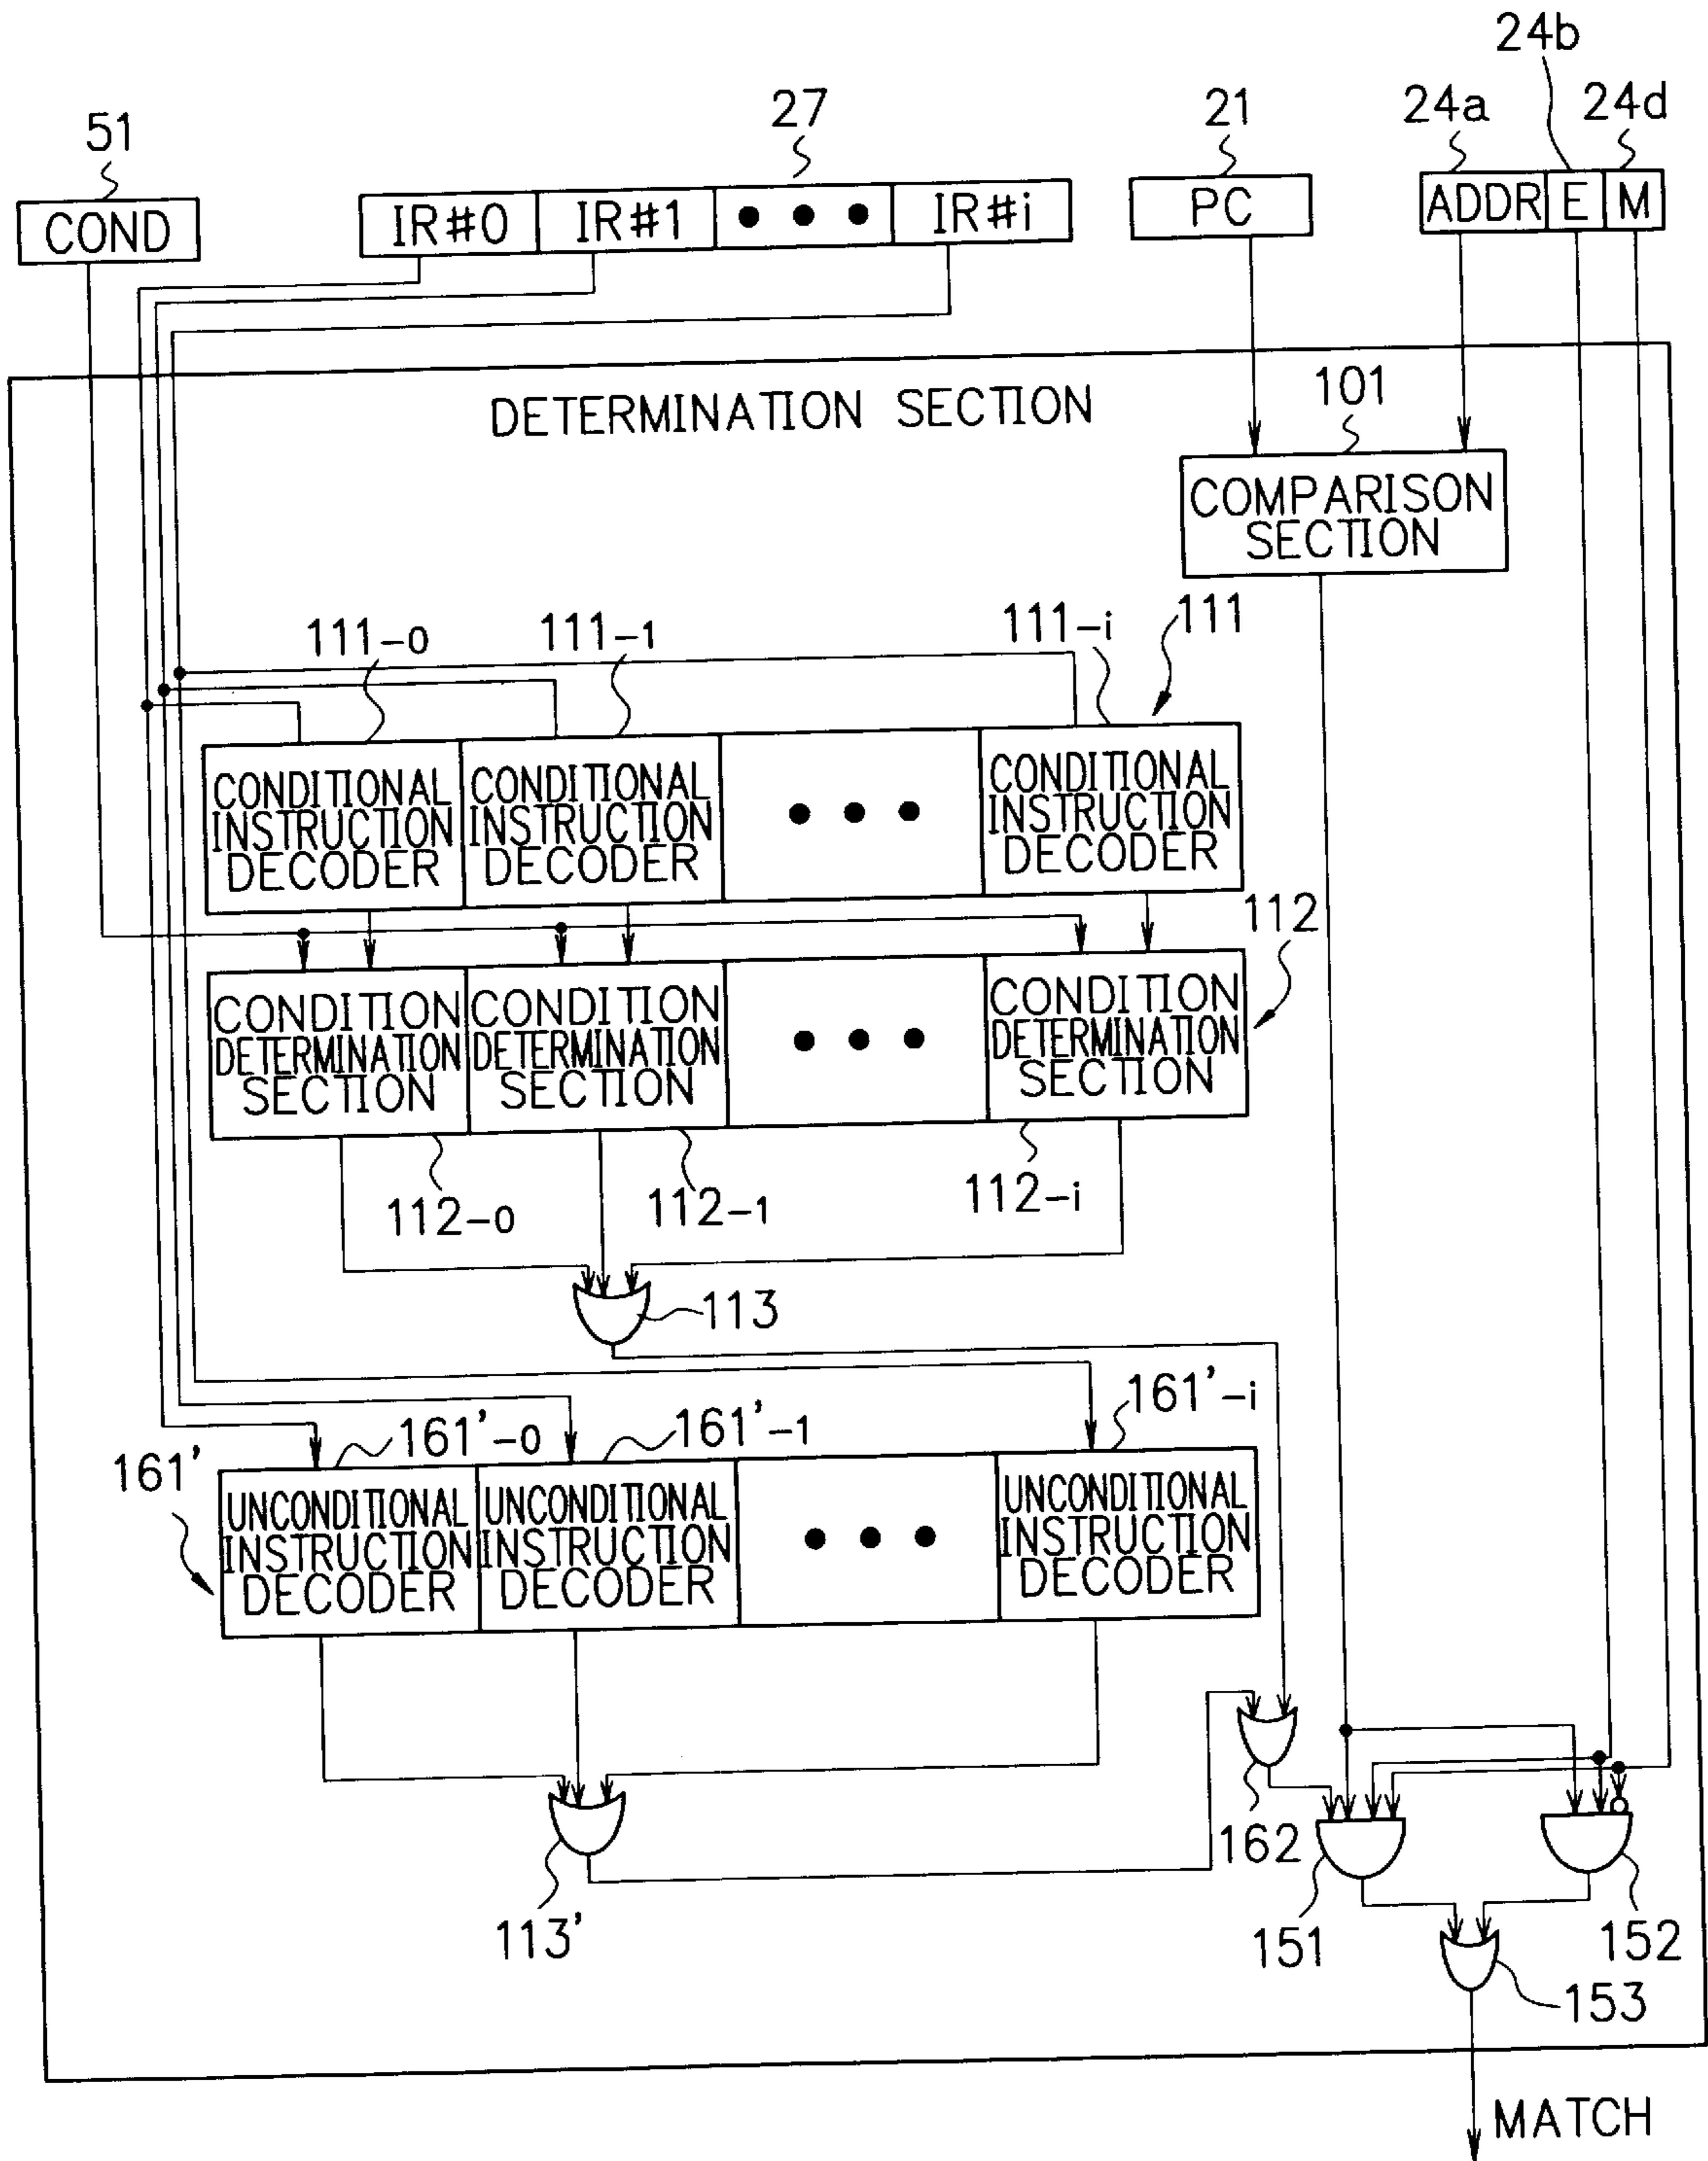 24b
51
27
21
24a
24d
COND
IR#0
IR#1
IR#i
PC
ADDR
E
M
DETERMINATION SECTION
101
COMPARISON
SECTION
111-0
111-1
111-i
111
CONDITIONAL
INSTRUCTION
DECODER
CONDITIONAL
INSTRUCTION
DECODER
CONDITIONAL
INSTRUCTION
DECODER
112
CONDITION
DETERMINATION
SECTION
CONDITION
DETERMINATION
SECTION
CONDITION
DETERMINATION
SECTION
112-0
112-1
112-i
113
161'
161'-0
161'-1
161'-i
UNCONDITIONAL
INSTRUCTION
DECODER
UNCONDITIONAL
INSTRUCTION
DECODER
UNCONDITIONAL
INSTRUCTION
DECODER
162
113'
151
152
153
MATCH